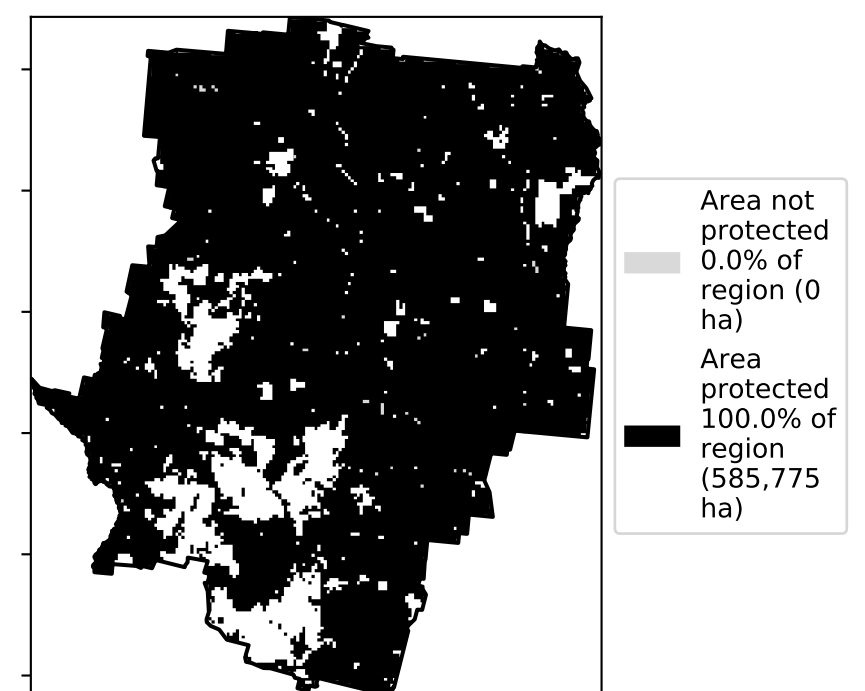 Area not
protected
0.0% of
region (0
ha)
Area
protected
100.0% of
region
(585,775
ha)